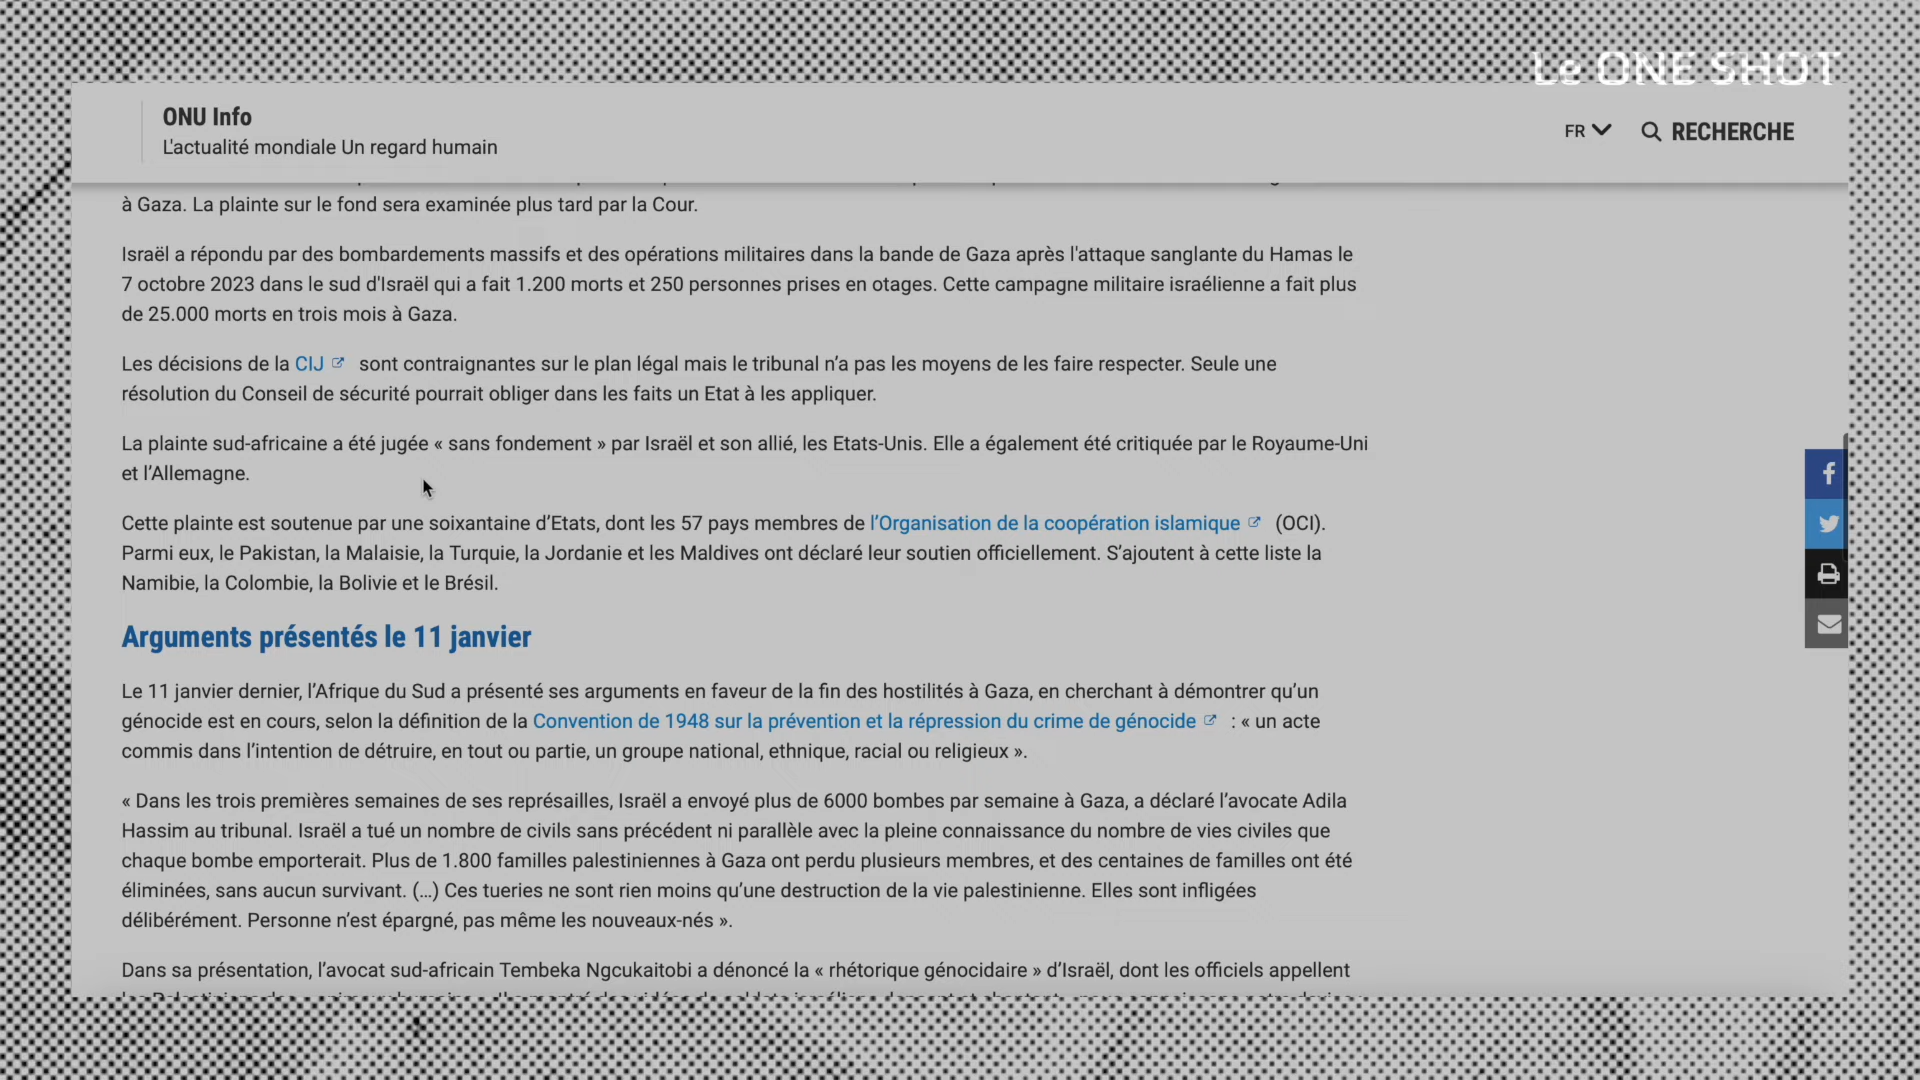 Le ONE SHOT
ONU Info
L'actualité mondiale Un regard humain
FR
RECHERCHE
à Gaza. La plainte sur le fond sera examinée plus tard par la Cour.
Israël a répondu par des bombardements massifs et des opérations militaires dans la bande de Gaza après l'attaque sanglante du Hamas le
7 octobre 2023 dans le sud d'Israël qui a fait 1.200 morts et 250 personnes prises en otages. Cette campagne militaire israélienne a fait plus
de 25.000 morts en trois mois à Gaza.
Les décisions de la CIJ sont contraignantes sur le plan légal mais le tribunal n’a pas les moyens de les faire respecter. Seule une
résolution du Conseil de sécurité pourrait obliger dans les faits un Etat à les appliquer.
La plainte sud-africaine a été jugée « sans fondement » par Israël et son allié, les Etats-Unis. Elle a également été critiquée par le Royaume-Uni
et l’Allemagne.
Cette plainte est soutenue par une soixantaine d’Etats, dont les 57 pays membres de l’Organisation de la coopération islamique (OCI).
Parmi eux, le Pakistan, la Malaisie, la Turquie, la Jordanie et les Maldives ont déclaré leur soutien officiellement. S’ajoutent à cette liste la
Namibie, la Colombie, la Bolivie et le Brésil.
Arguments présentés le 11 janvier
Le 11 janvier dernier, l’Afrique du Sud a présenté ses arguments en faveur de la fin des hostilités à Gaza, en cherchant à démontrer qu’un
génocide est en cours, selon la définition de la Convention de 1948 sur la prévention et la répression du crime de génocide : « un acte
commis dans l’intention de détruire, en tout ou partie, un groupe national, ethnique, racial ou religieux ».
« Dans les trois premières semaines de ses représailles, Israël a envoyé plus de 6000 bombes par semaine à Gaza, a déclaré l’avocate Adila
Hassim au tribunal. Israël a tué un nombre de civils sans précédent ni parallèle avec la pleine connaissance du nombre de vies civiles que
chaque bombe emporterait. Plus de 1.800 familles palestiniennes à Gaza ont perdu plusieurs membres, et des centaines de familles ont été
éliminées, sans aucun survivant. (…) Ces tueries ne sont rien moins qu’une destruction de la vie palestinienne. Elles sont infligées
délibérément. Personne n’est épargné, pas même les nouveaux-nés ».
Dans sa présentation, l’avocat sud-africain Tembeka Ngcukaitobi a dénoncé la « rhétorique génocidaire » d’Israël, dont les officiels appellent